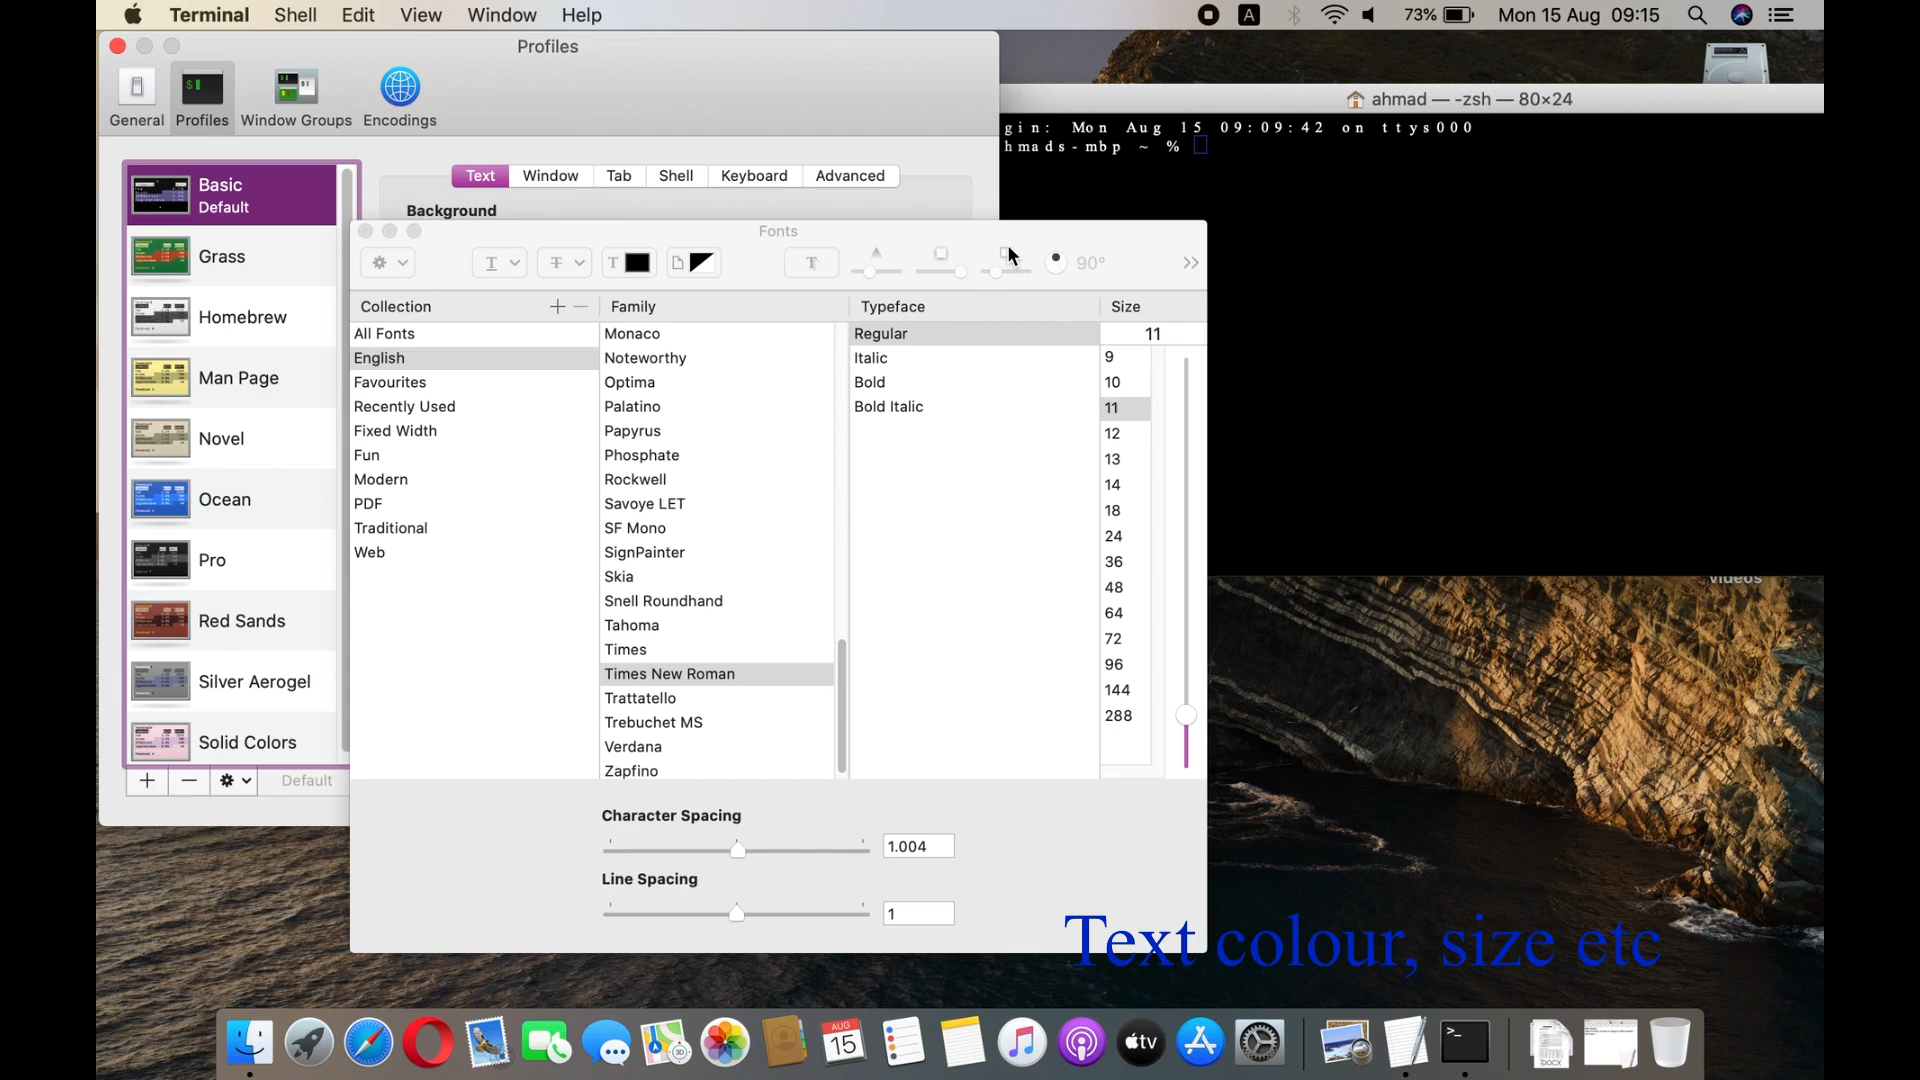 Terminal Shell Edit View Window Help
A 73% Mon 15 Aug 09:15
Profiles
General Profiles Window Groups Encodings
ahmad — -zsh — 80×24
gin: Mon Aug 15 09:09:42 on ttys000
hmads-mbp ~ %
Basic
Default
Grass
Homebrew
Man Page
Novel
Ocean
Pro
Red Sands
Silver Aerogel
Solid Colors
+ − Default
Text Window Tab Shell Keyboard Advanced
Background
Fonts
T T T T 90° »
Collection + − Family Typeface Size
All Fonts
English
Favourites
Recently Used
Fixed Width
Fun
Modern
PDF
Traditional
Web
Monaco
Noteworthy
Optima
Palatino
Papyrus
Phosphate
Rockwell
Savoye LET
SF Mono
SignPainter
Skia
Snell Roundhand
Tahoma
Times
Times New Roman
Trattatello
Trebuchet MS
Verdana
Zapfino
Regular
Italic
Bold
Bold Italic
11
9
10
11
12
13
14
18
24
36
48
64
72
96
144
288
Character Spacing
1.004
Line Spacing
1
Videos
Text colour, size etc
AUG
15
tv
DOCX